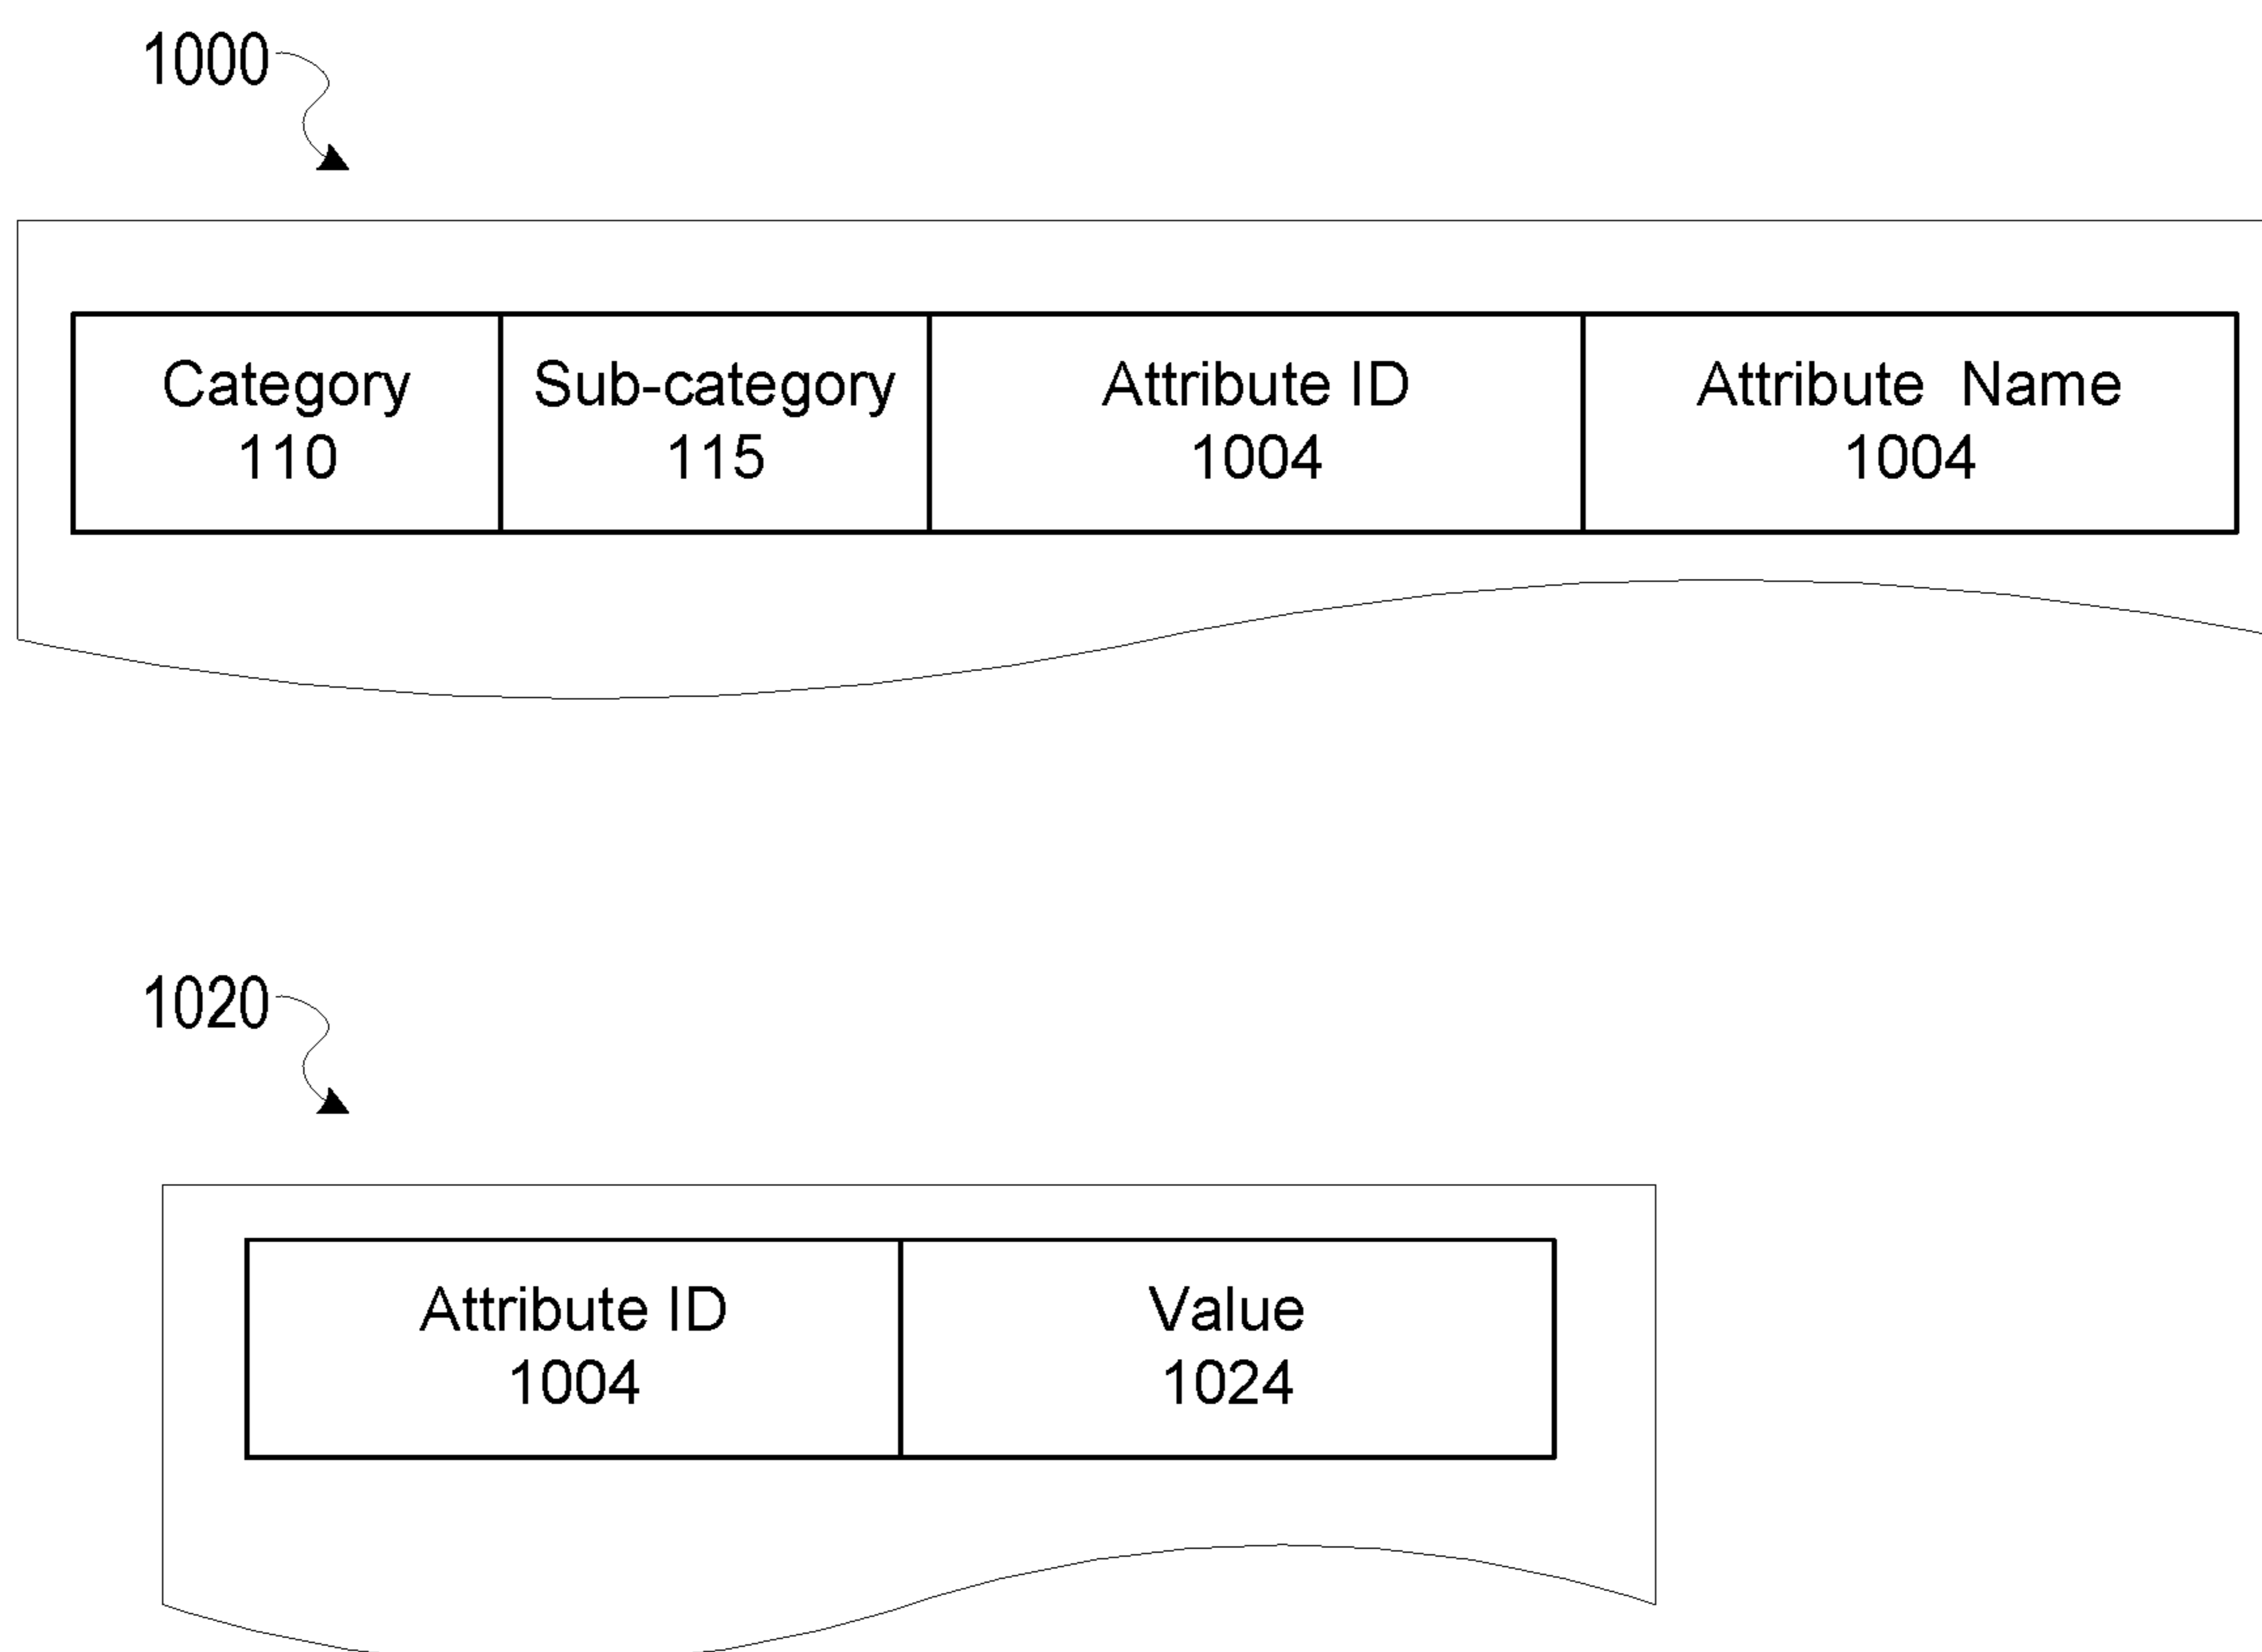 1000
Category Sub-category Attribute ID Attribute Name
110 115 1004 1004
1020
Attribute ID Value
1004 1024